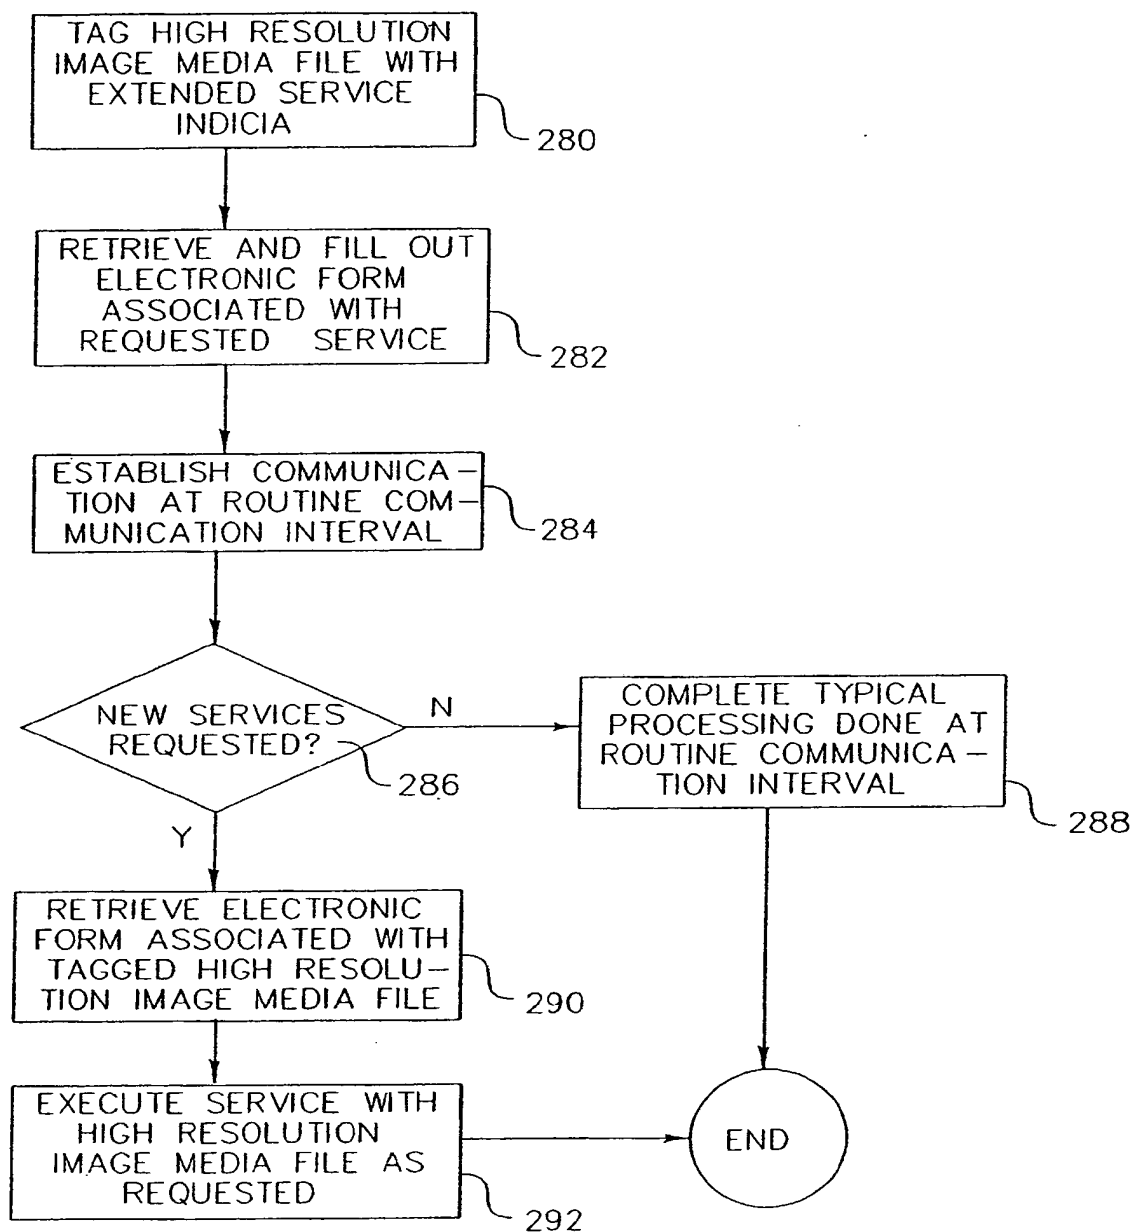 TAG HIGH RESOLUTION
IMAGE MEDIA FILE WITH
EXTENDED SERVICE
INDICIA
280
RETRIEVE AND FILL OUT
ELECTRONIC FORM
ASSOCIATED WITH
REQUESTED SERVICE
282
ESTABLISH COMMUNICA-
TION AT ROUTINE COM-
MUNICATION INTERVAL
284
NEW SERVICES
REQUESTED?
286
N
COMPLETE TYPICAL
PROCESSING DONE AT
ROUTINE COMMUNICA-
TION INTERVAL
288
Y
RETRIEVE ELECTRONIC
FORM ASSOCIATED WITH
TAGGED HIGH RESOLU-
TION IMAGE MEDIA FILE
290
EXECUTE SERVICE WITH
HIGH RESOLUTION
IMAGE MEDIA FILE AS
REQUESTED
292
END